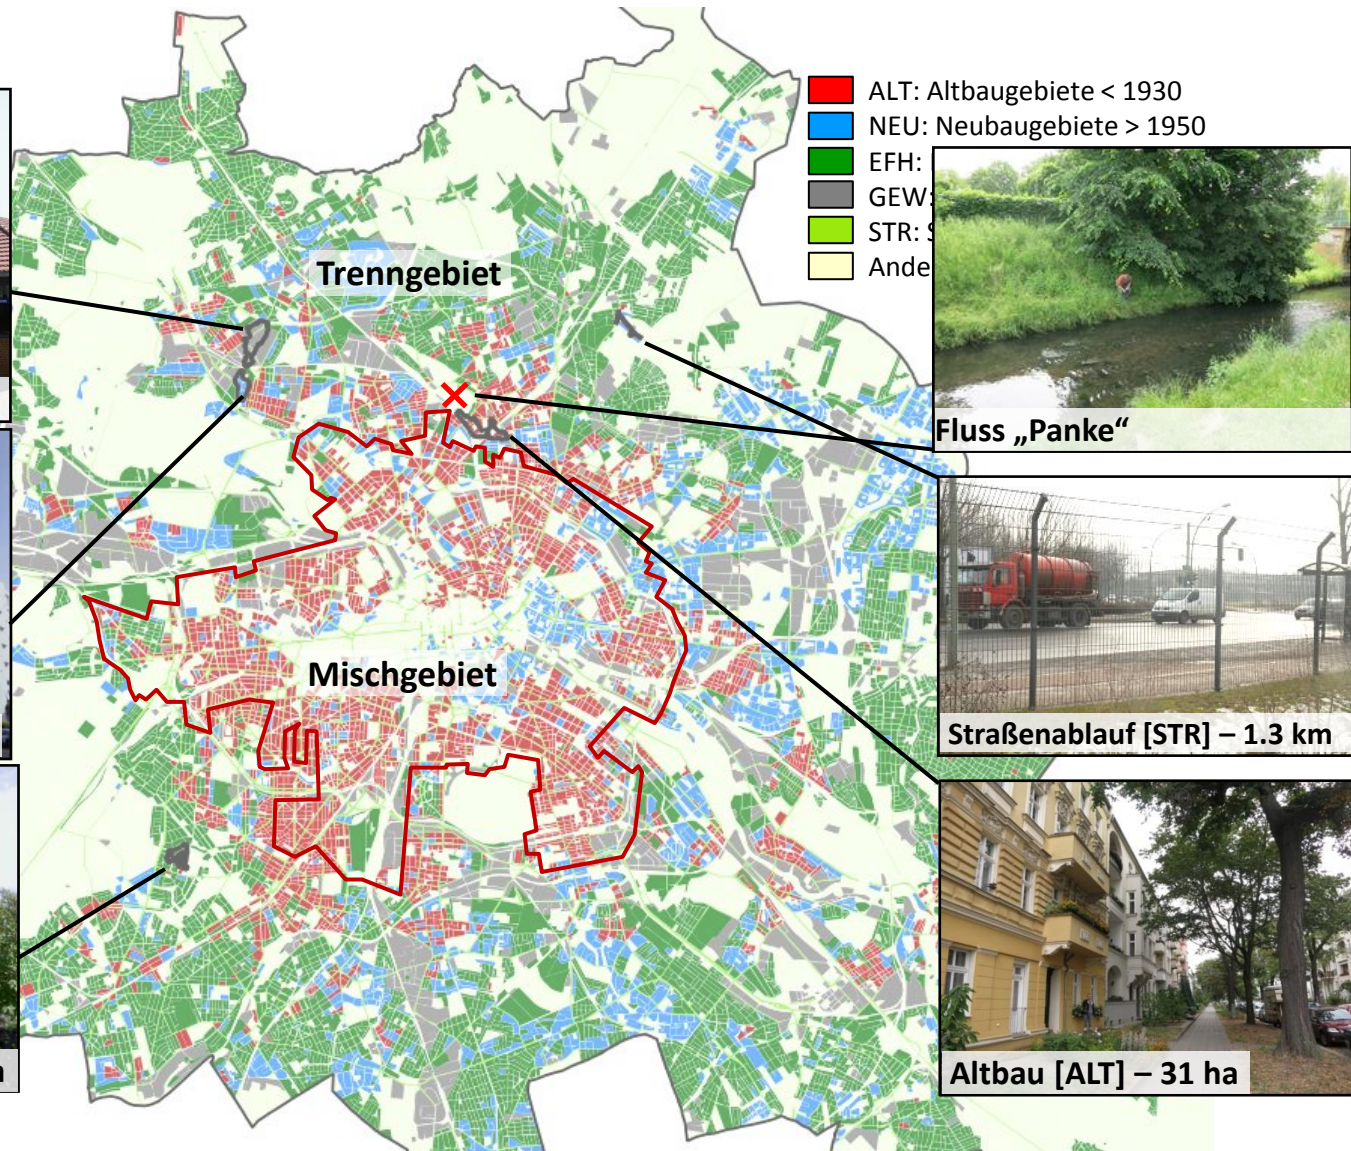 ALT: Altbaugebiete < 1930
NEU: Neubaugebiete > 1950
EFH:
GEW:
STR:
Trenngebiet
Mischgebiet
Fluss „Panke“
Straßenablauf [STR] – 1.3 km
Altbau [ALT] – 31 ha